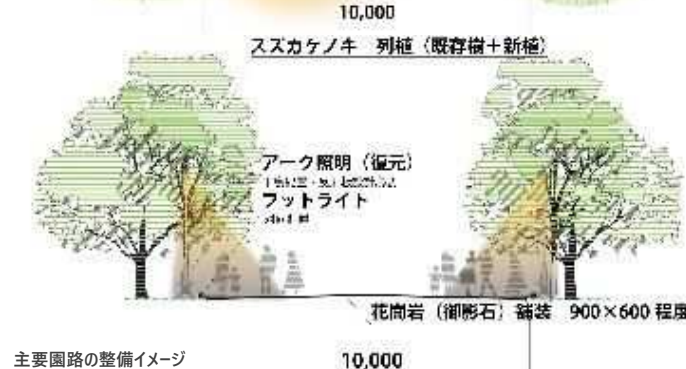 10,000
スズカケノキ 列植（既存樹＋新植）
アーク照明（復元）
フットライト
花崗岩（御影石）舗装 900×600 程度
主要園路の整備イメージ
10,000